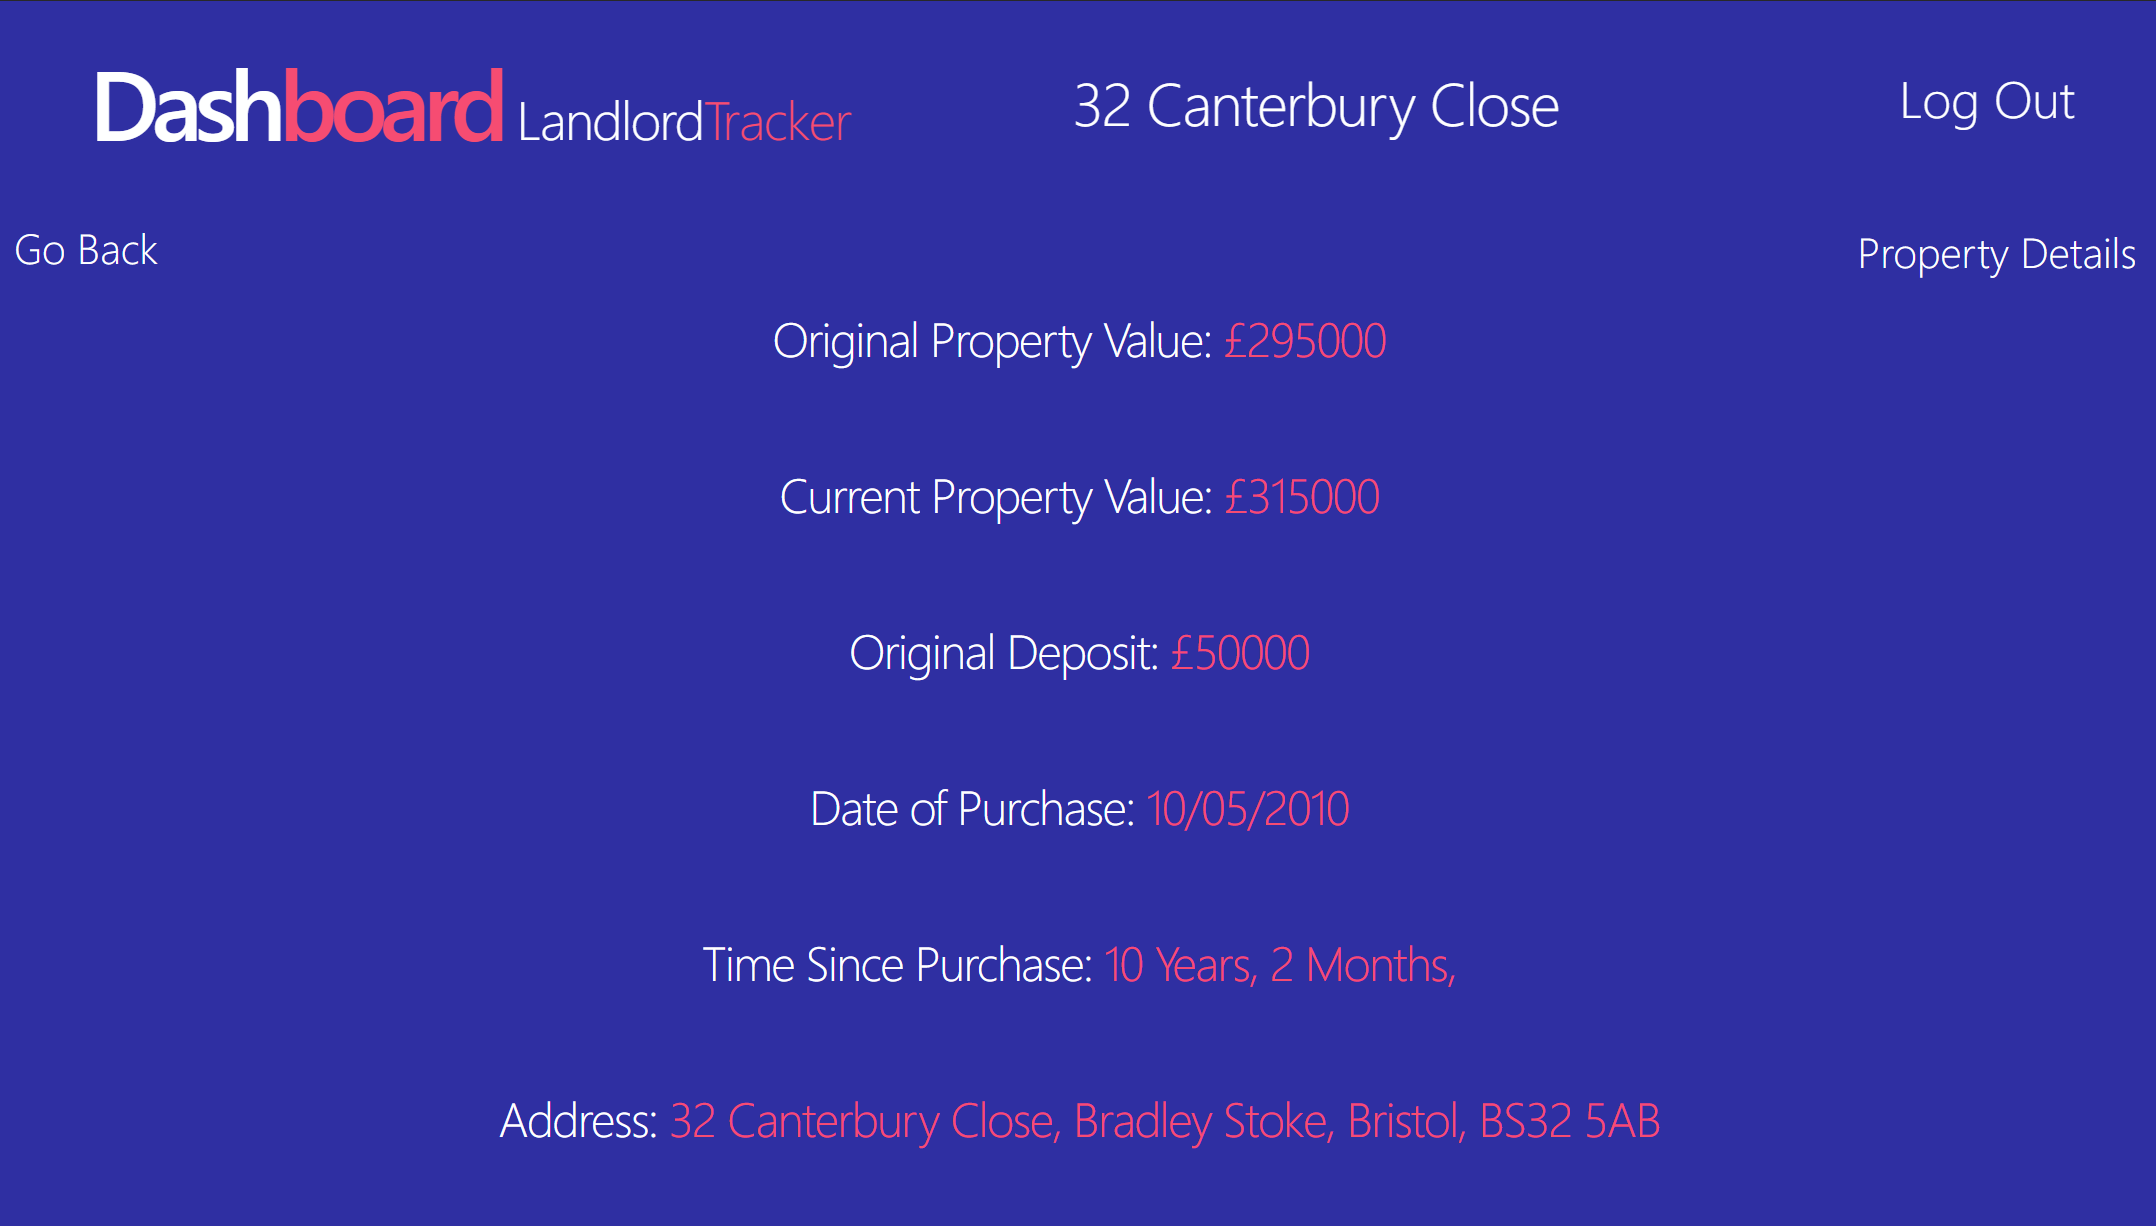 Dashboard LandlordTracker 32 Canterbury Close Log Out
Go Back Property Details
Original Property Value: £295000
Current Property Value: £315000
Original Deposit: £50000
Date of Purchase: 10/05/2010
Time Since Purchase: 10 Years, 2 Months,
Address: 32 Canterbury Close, Bradley Stoke, Bristol, BS32 5AB